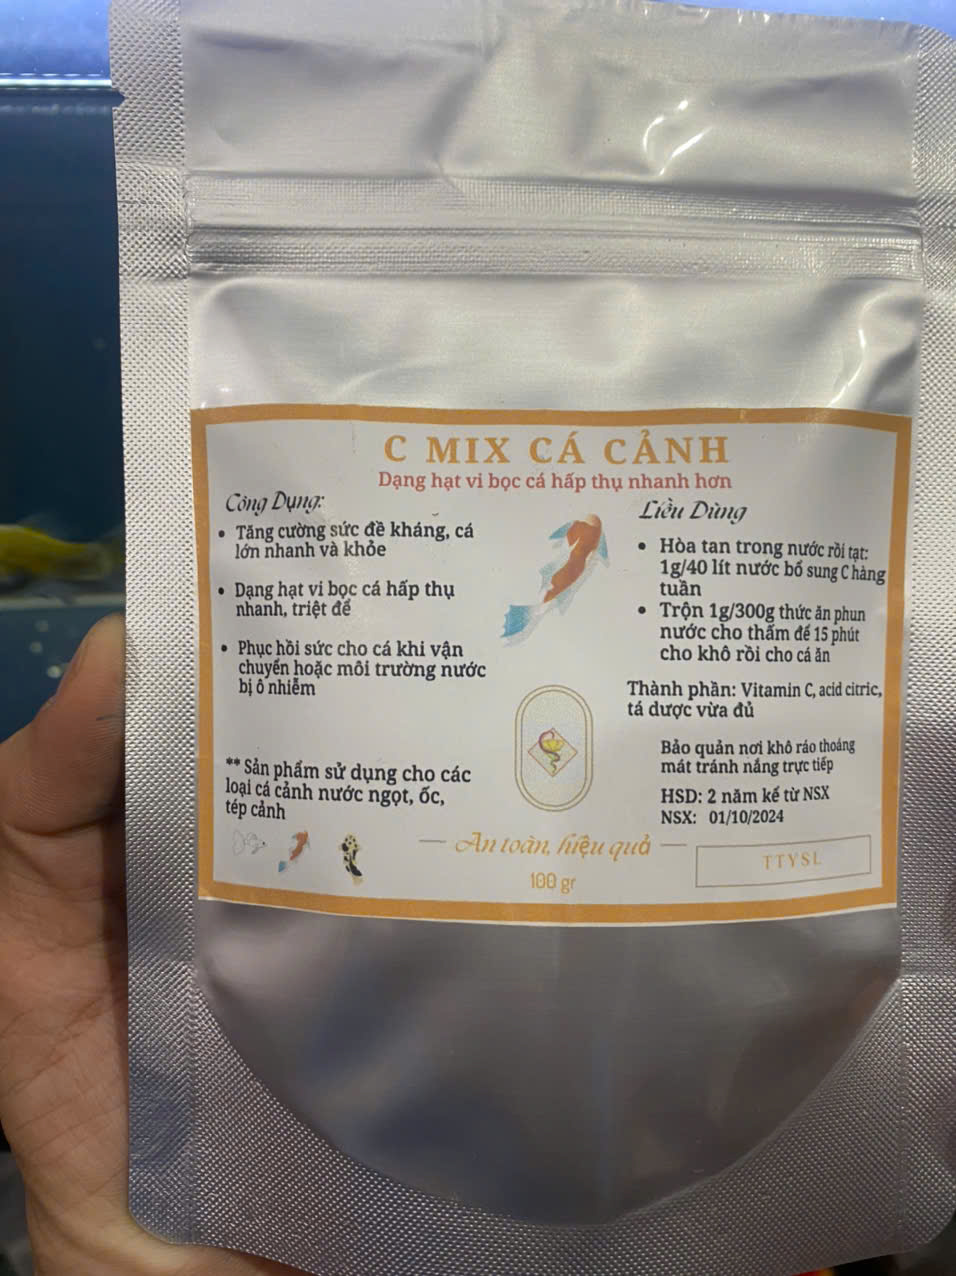 C MIX CÁ CẢNH
Dạng hạt vi bọc cá hấp thụ nhanh hơn
Công Dụng:
• Tăng cường sức đề kháng, cá
lớn nhanh và khỏe
• Dạng hạt vi bọc cá hấp thụ
nhanh, triệt để
• Phục hồi sức cho cá khi vận
chuyển hoặc môi trường nước
bị ô nhiễm
** Sản phẩm sử dụng cho các
loại cá cảnh nước ngọt, ốc,
tép cảnh
Liều Dùng
• Hòa tan trong nước rồi tạt:
1g/40 lít nước bổ sung C hàng
tuần
• Trộn 1g/300g thức ăn phun
nước cho thấm để 15 phút
cho khô rồi cho cá ăn
Thành phần: Vitamin C, acid citric,
tá dược vừa đủ
Bảo quản nơi khô ráo thoáng
mát tránh nắng trực tiếp
HSD: 2 năm kể từ NSX
NSX: 01/10/2024
An toàn, hiệu quả
100 gr
TTYSL